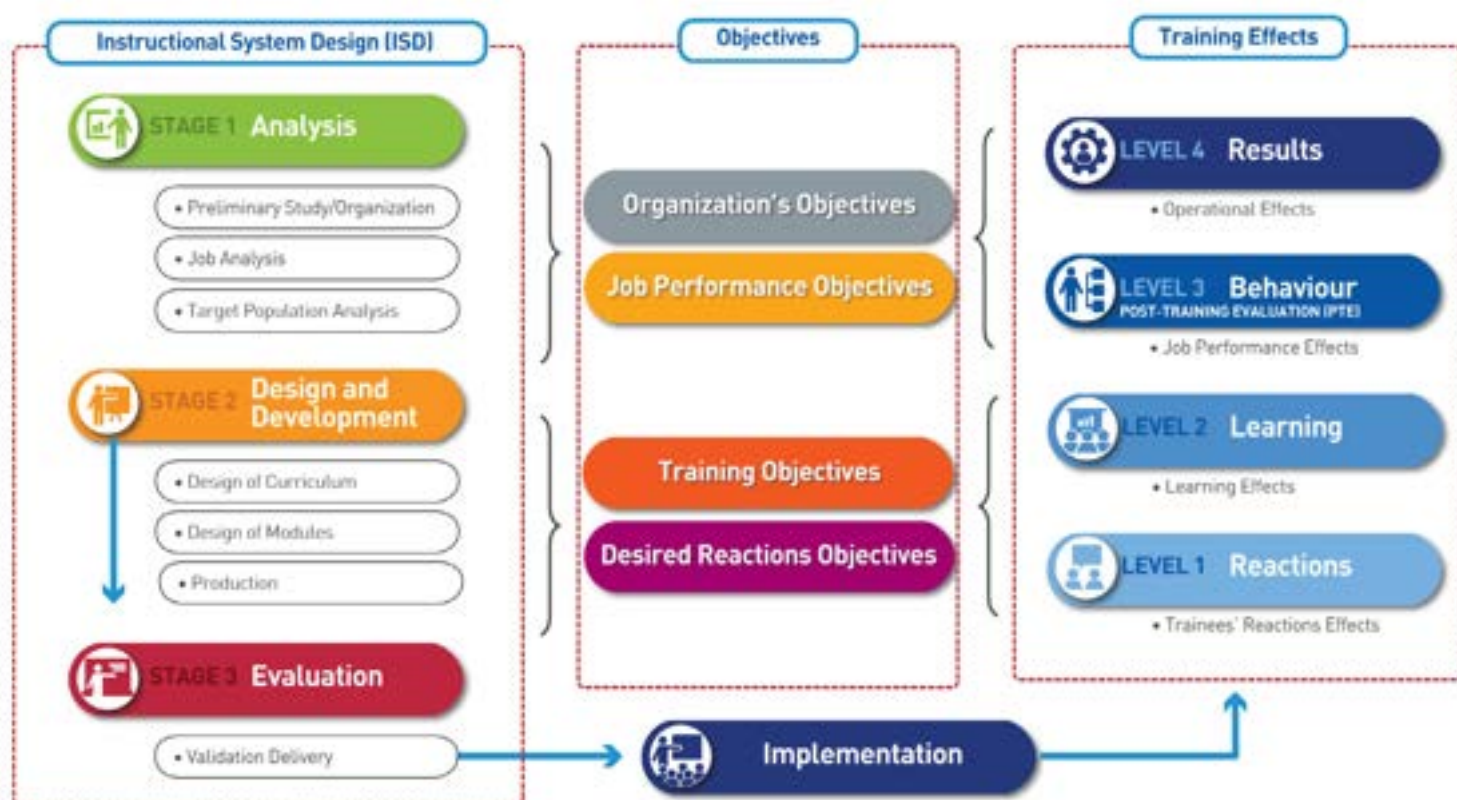 Instructional System Design (ISD)
STAGE 1 Analysis
• Preliminary Study/Organization
• Job Analysis
• Target Population Analysis
STAGE 2 Design and
Development
• Design of Curriculum
• Design of Modules
• Production
STAGE 3 Evaluation
• Validation Delivery
Objectives
Organization's Objectives
Job Performance Objectives
Training Objectives
Desired Reactions Objectives
Implementation
Training Effects
LEVEL 4 Results
• Operational Effects
LEVEL 3 Behaviour
POST-TRAINING EVALUATION (PTE)
• Job Performance Effects
LEVEL 2 Learning
• Learning Effects
LEVEL 1 Reactions
• Trainees' Reactions Effects